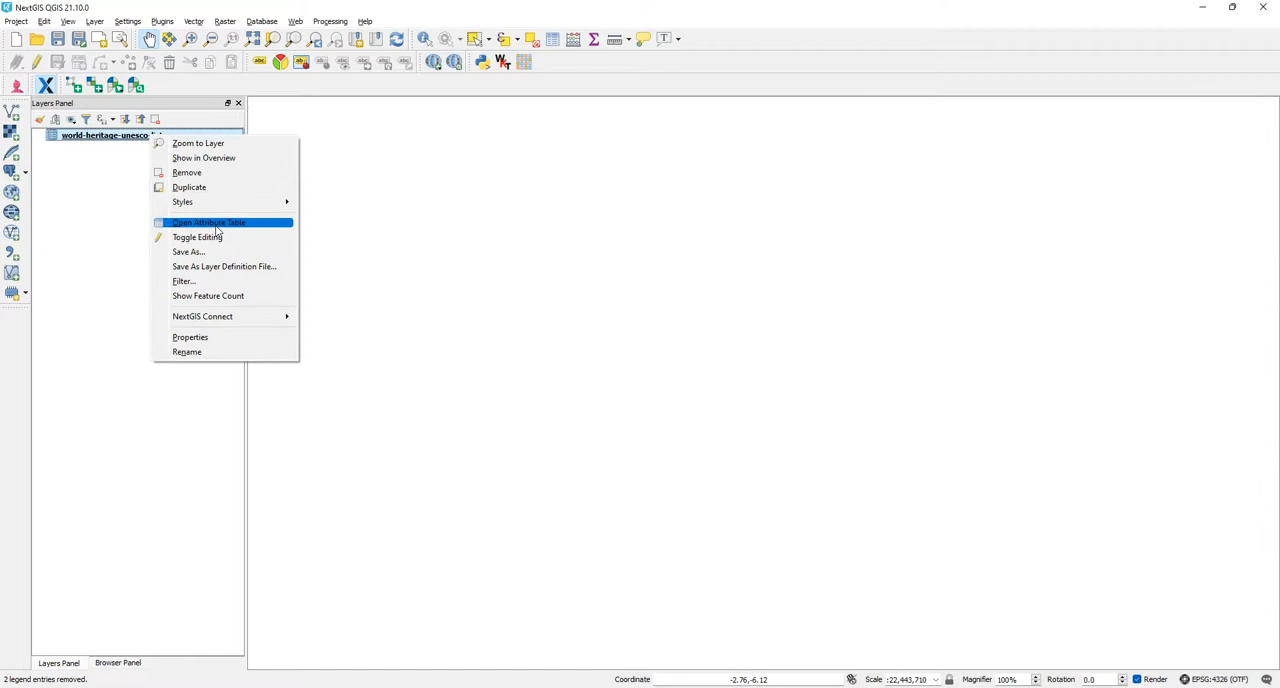 NextGIS QGIS 21.10.0
Project Edit View Layer Settings Plugins Vector Raster Database Web Processing Help
Layers Panel
world-heritage-unesco-
Zoom to Layer
Show in Overview
Remove
Duplicate
Styles
Open Attribute Table
Toggle Editing
Save As...
Save As Layer Definition File...
Filter...
Show Feature Count
NextGIS Connect
Properties
Rename
Layers Panel Browser Panel
2 legend entries removed. Coordinate -2.76,-6.12 Scale :22,443,710 Magnifier 100% Rotation 0.0 Render EPSG:4326 (OTF)